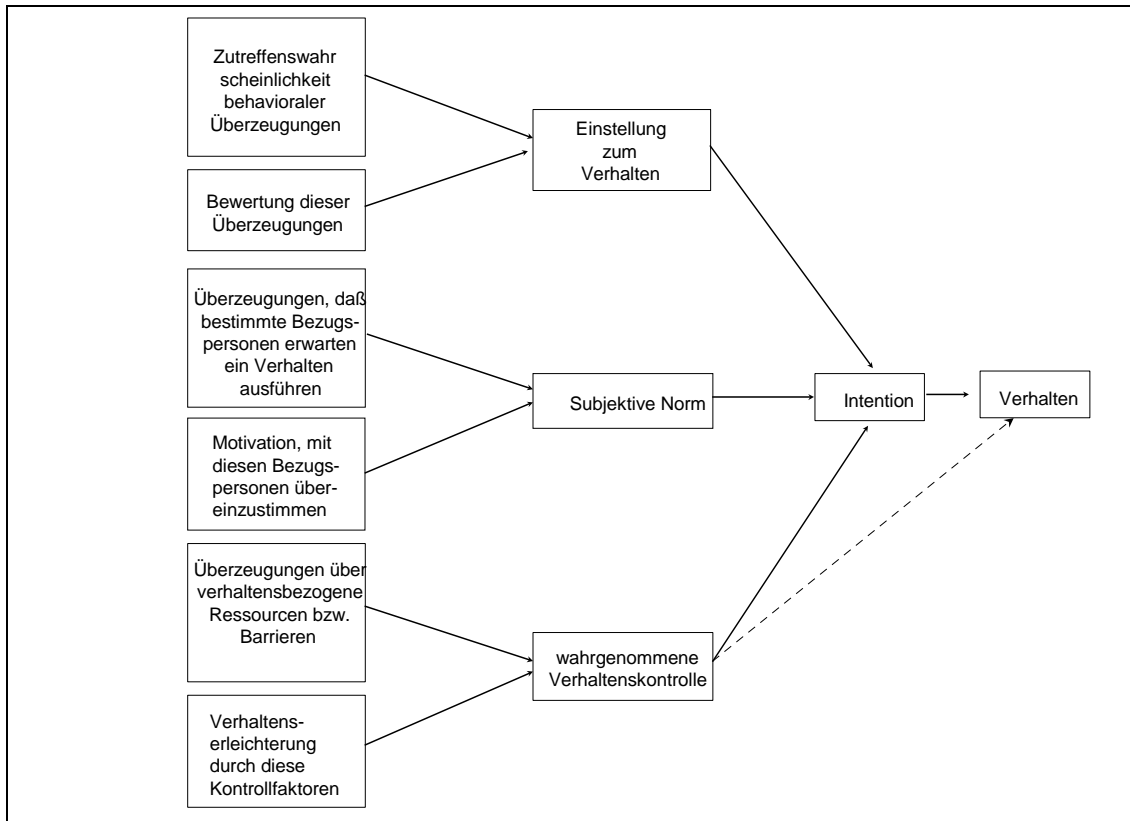 Zutreffenswahr
scheinlichkeit
behavioraler
Überzeugungen
Bewertung dieser
Überzeugungen
Einstellung
zum
Verhalten
Überzeugungen, daß
bestimmte Bezugs-
personen erwarten
ein Verhalten
ausführen
Motivation, mit
diesen Bezugs-
personen über-
einzustimmen
Subjektive Norm
Intention
Verhalten
Überzeugungen über
verhaltensbezogene
Ressourcen bzw.
Barrieren
Verhaltens-
erleichterung
durch diese
Kontrollfaktoren
wahrgenommene
Verhaltenskontrolle